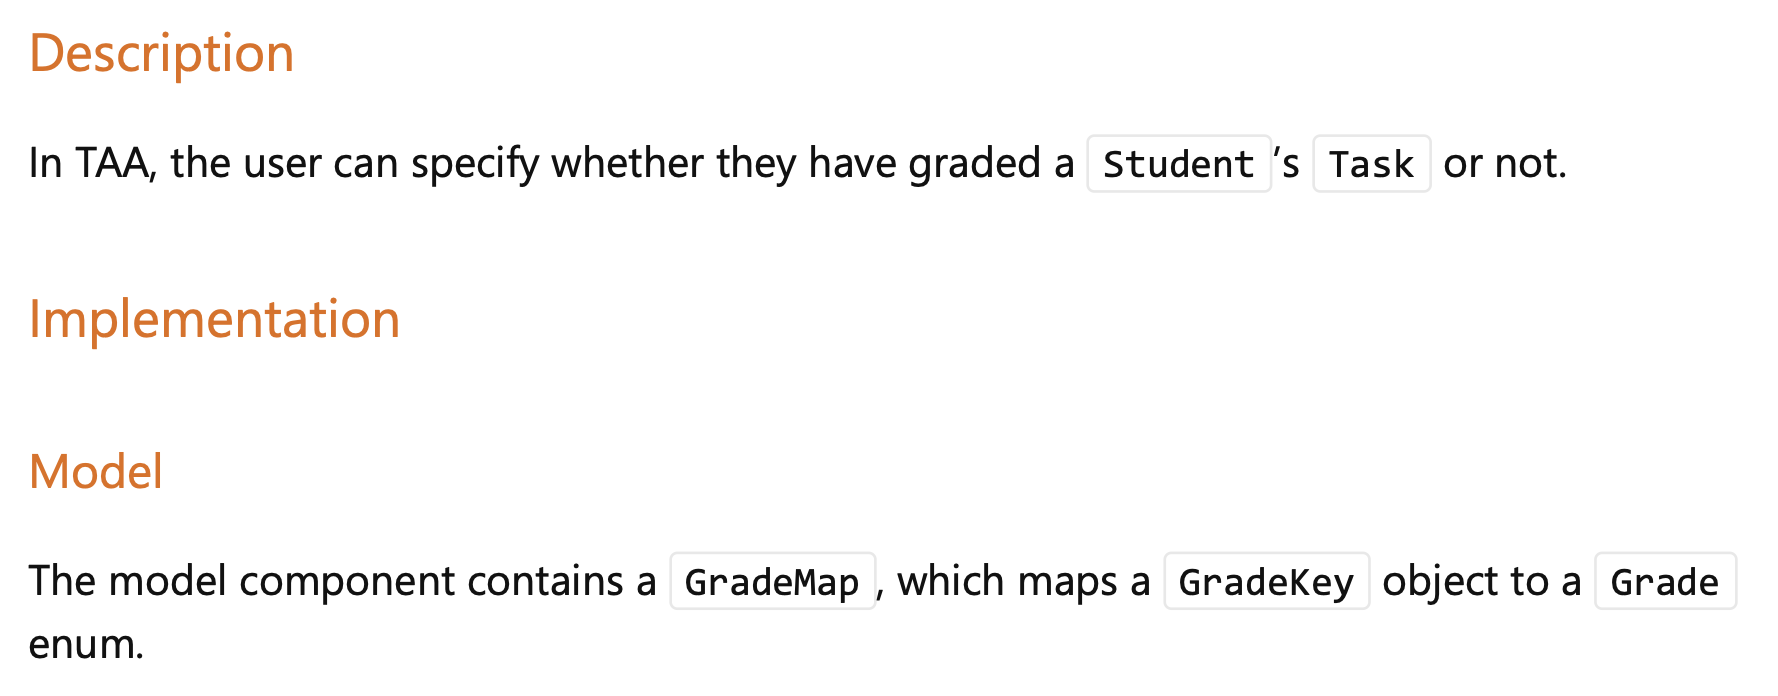 Description
In TAA, the user can specify whether they have graded a Student’s Task or not.
Implementation
Model
The model component contains a GradeMap, which maps a GradeKey object to a Grade
enum.